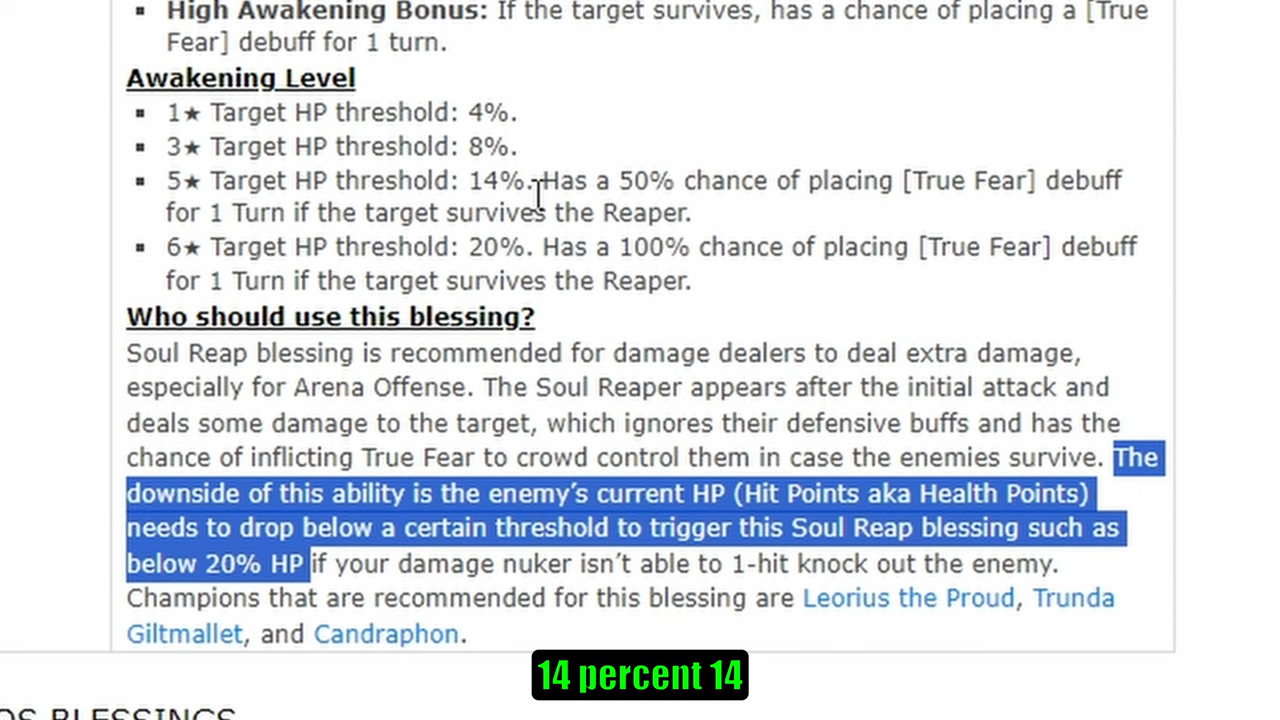 ▪ High Awakening Bonus: If the target survives, has a chance of placing a [True
Fear] debuff for 1 turn.
Awakening Level
▪ 1★ Target HP threshold: 4%.
▪ 3★ Target HP threshold: 8%.
▪ 5★ Target HP threshold: 14%. Has a 50% chance of placing [True Fear] debuff
for 1 Turn if the target survives the Reaper.
▪ 6★ Target HP threshold: 20%. Has a 100% chance of placing [True Fear] debuff
for 1 Turn if the target survives the Reaper.
Who should use this blessing?
Soul Reap blessing is recommended for damage dealers to deal extra damage,
especially for Arena Offense. The Soul Reaper appears after the initial attack and
deals some damage to the target, which ignores their defensive buffs and has the
chance of inflicting True Fear to crowd control them in case the enemies survive. The
downside of this ability is the enemy’s current HP (Hit Points aka Health Points)
needs to drop below a certain threshold to trigger this Soul Reap blessing such as
below 20% HP if your damage nuker isn’t able to 1-hit knock out the enemy.
Champions that are recommended for this blessing are Leorius the Proud, Trunda
Giltmallet, and Candraphon.
14 percent 14
BLESSINGS